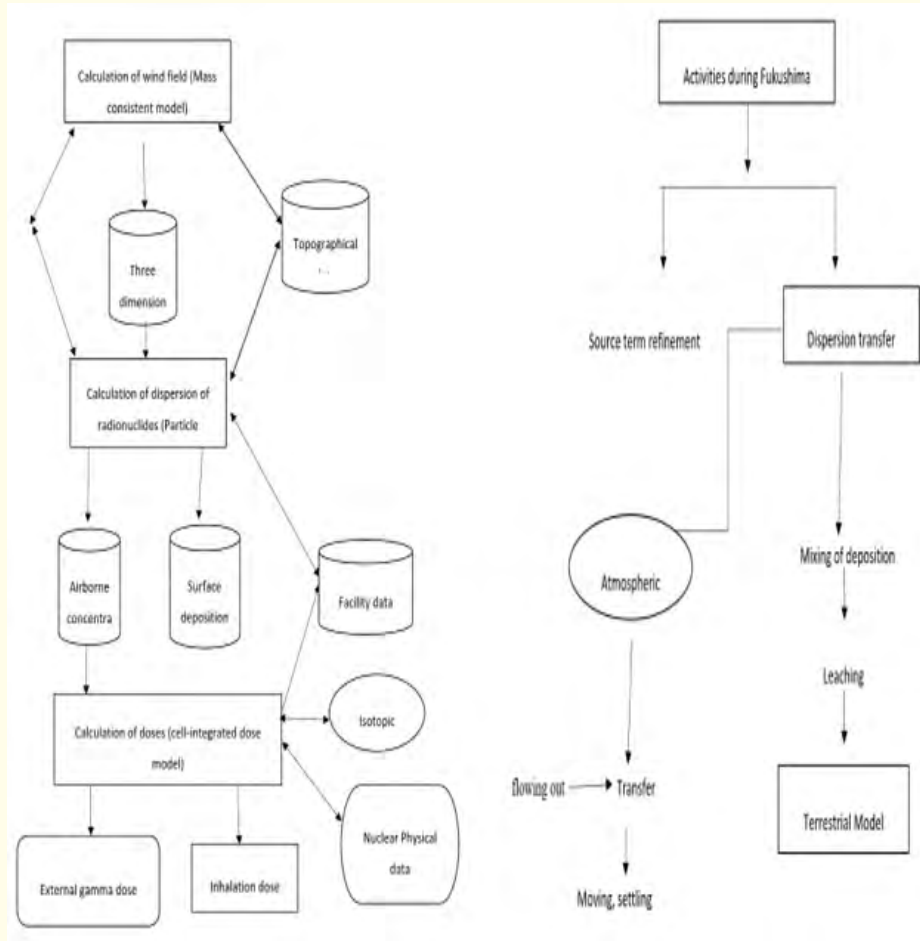 Calculation of wind field (Mass
consistent model)
Three
dimension
Topographical
Calculation of dispersion of
radionuclides (Particle
Airborne
concentra
Surface
deposition
Facility data
Calculation of doses (cell-integrated dose
model)
Isotopic
Nuclear Physical
data
External gamma dose
Inhalation dose
Activities during Fukushima
Source term refinement
Dispersion transfer
Atmospheric
Mixing of deposition
Leaching
flowing out
Transfer
Terrestrial Model
Moving, settling